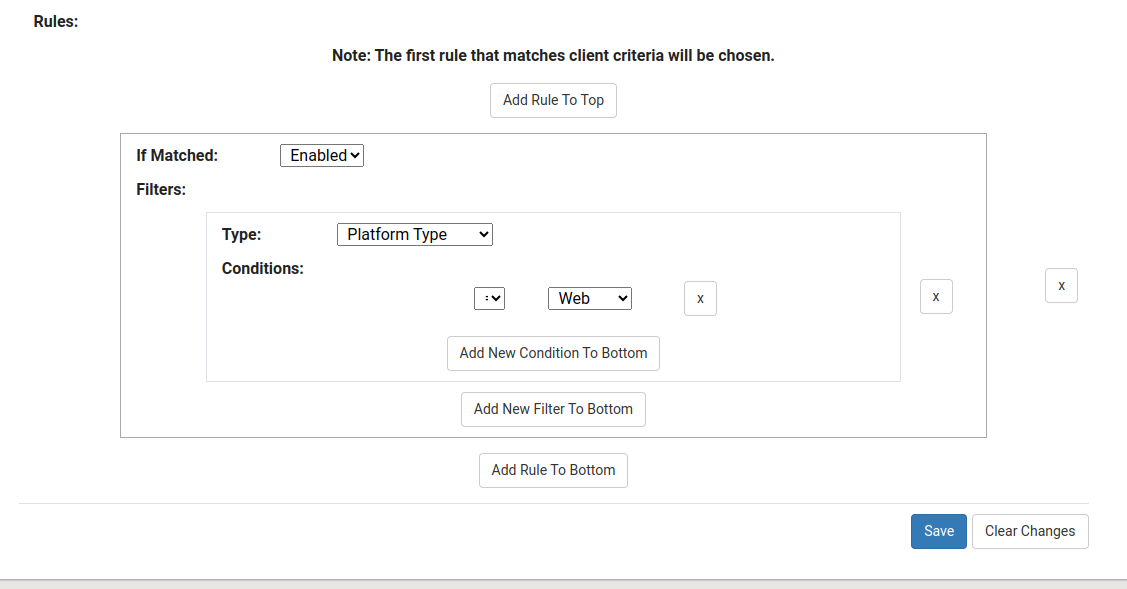 Rules:
Note: The first rule that matches client criteria will be chosen.
Add Rule To Top
If Matched: Enabled
Filters:
Type: Platform Type
Conditions:
: Web x
x
x
Add New Condition To Bottom
Add New Filter To Bottom
Add Rule To Bottom
Save Clear Changes